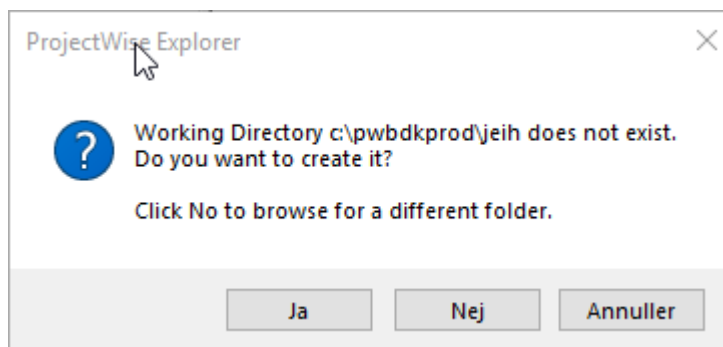 ProjectWise Explorer
Working Directory c:\pwbdkprod\jeih does not exist.
Do you want to create it?
Click No to browse for a different folder.
Ja
Nej
Annuller